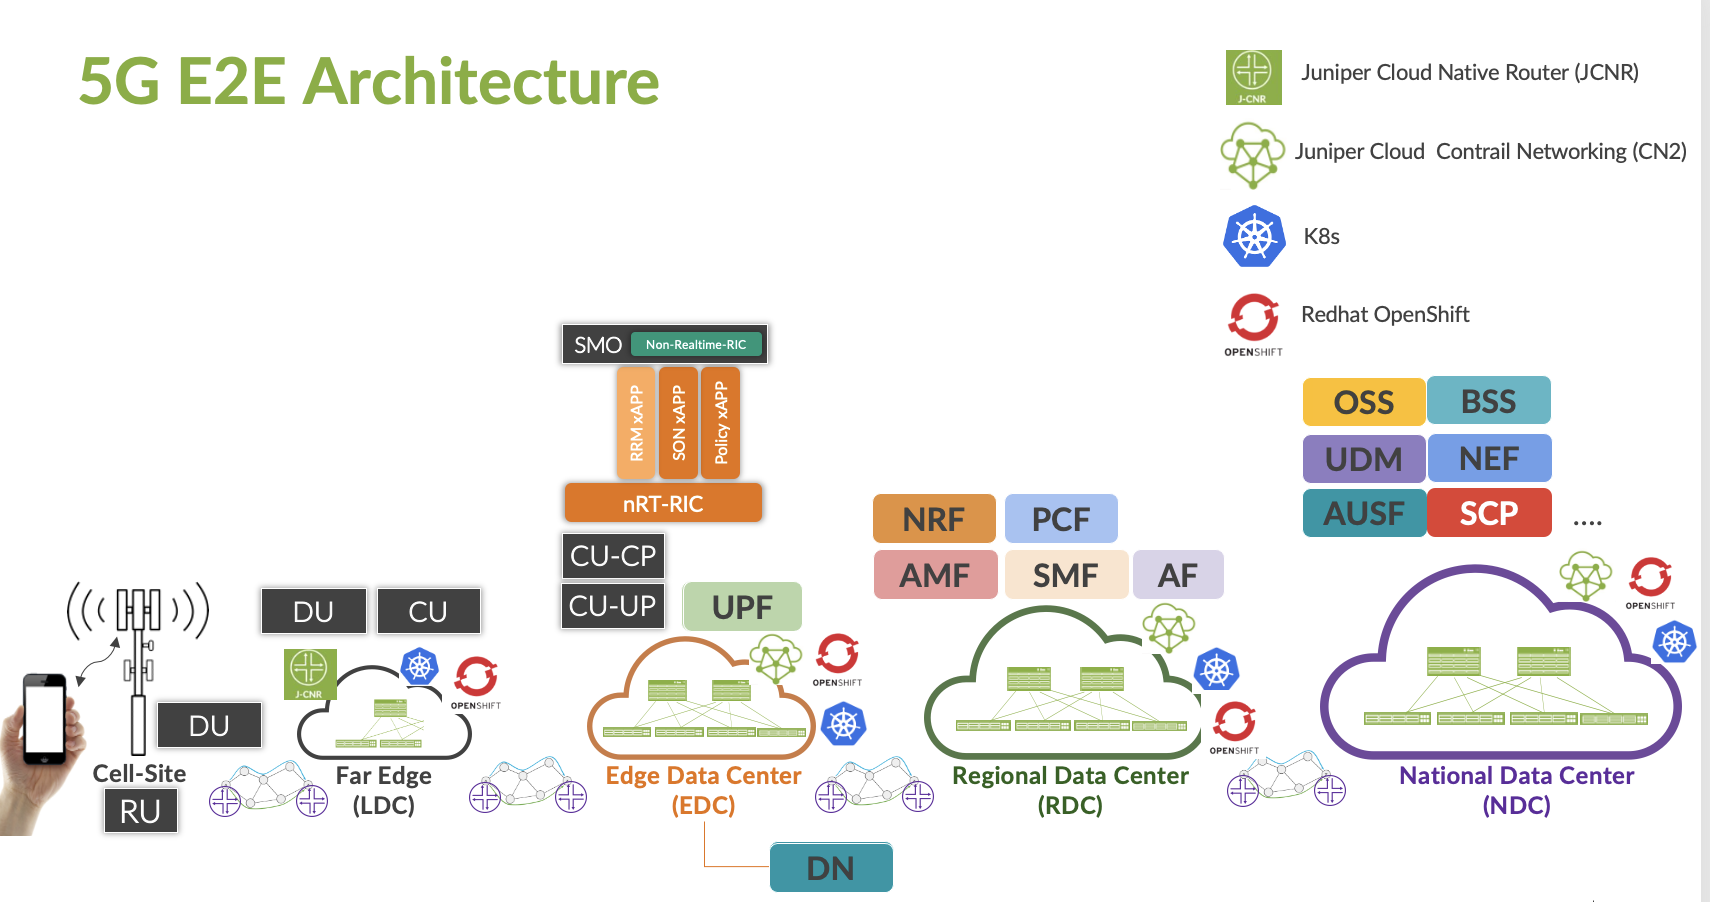 5G E2E Architecture
J-CNR
Juniper Cloud Native Router (JCNR)
Juniper Cloud Contrail Networking (CN2)
K8s
OPENSHIFT
Redhat OpenShift
SMO
Non-Realtime-RIC
RRM xAPP
SON xAPP
Policy xAPP
nRT-RIC
CU-CP
CU-UP
UPF
OSS
BSS
UDM
NEF
AUSF
SCP
....
NRF
PCF
AMF
SMF
AF
DU
CU
J-CNR
OPENSHIFT
OPENSHIFT
OPENSHIFT
OPENSHIFT
DU
Cell-Site
RU
Far Edge
(LDC)
Edge Data Center
(EDC)
Regional Data Center
(RDC)
National Data Center
(NDC)
DN